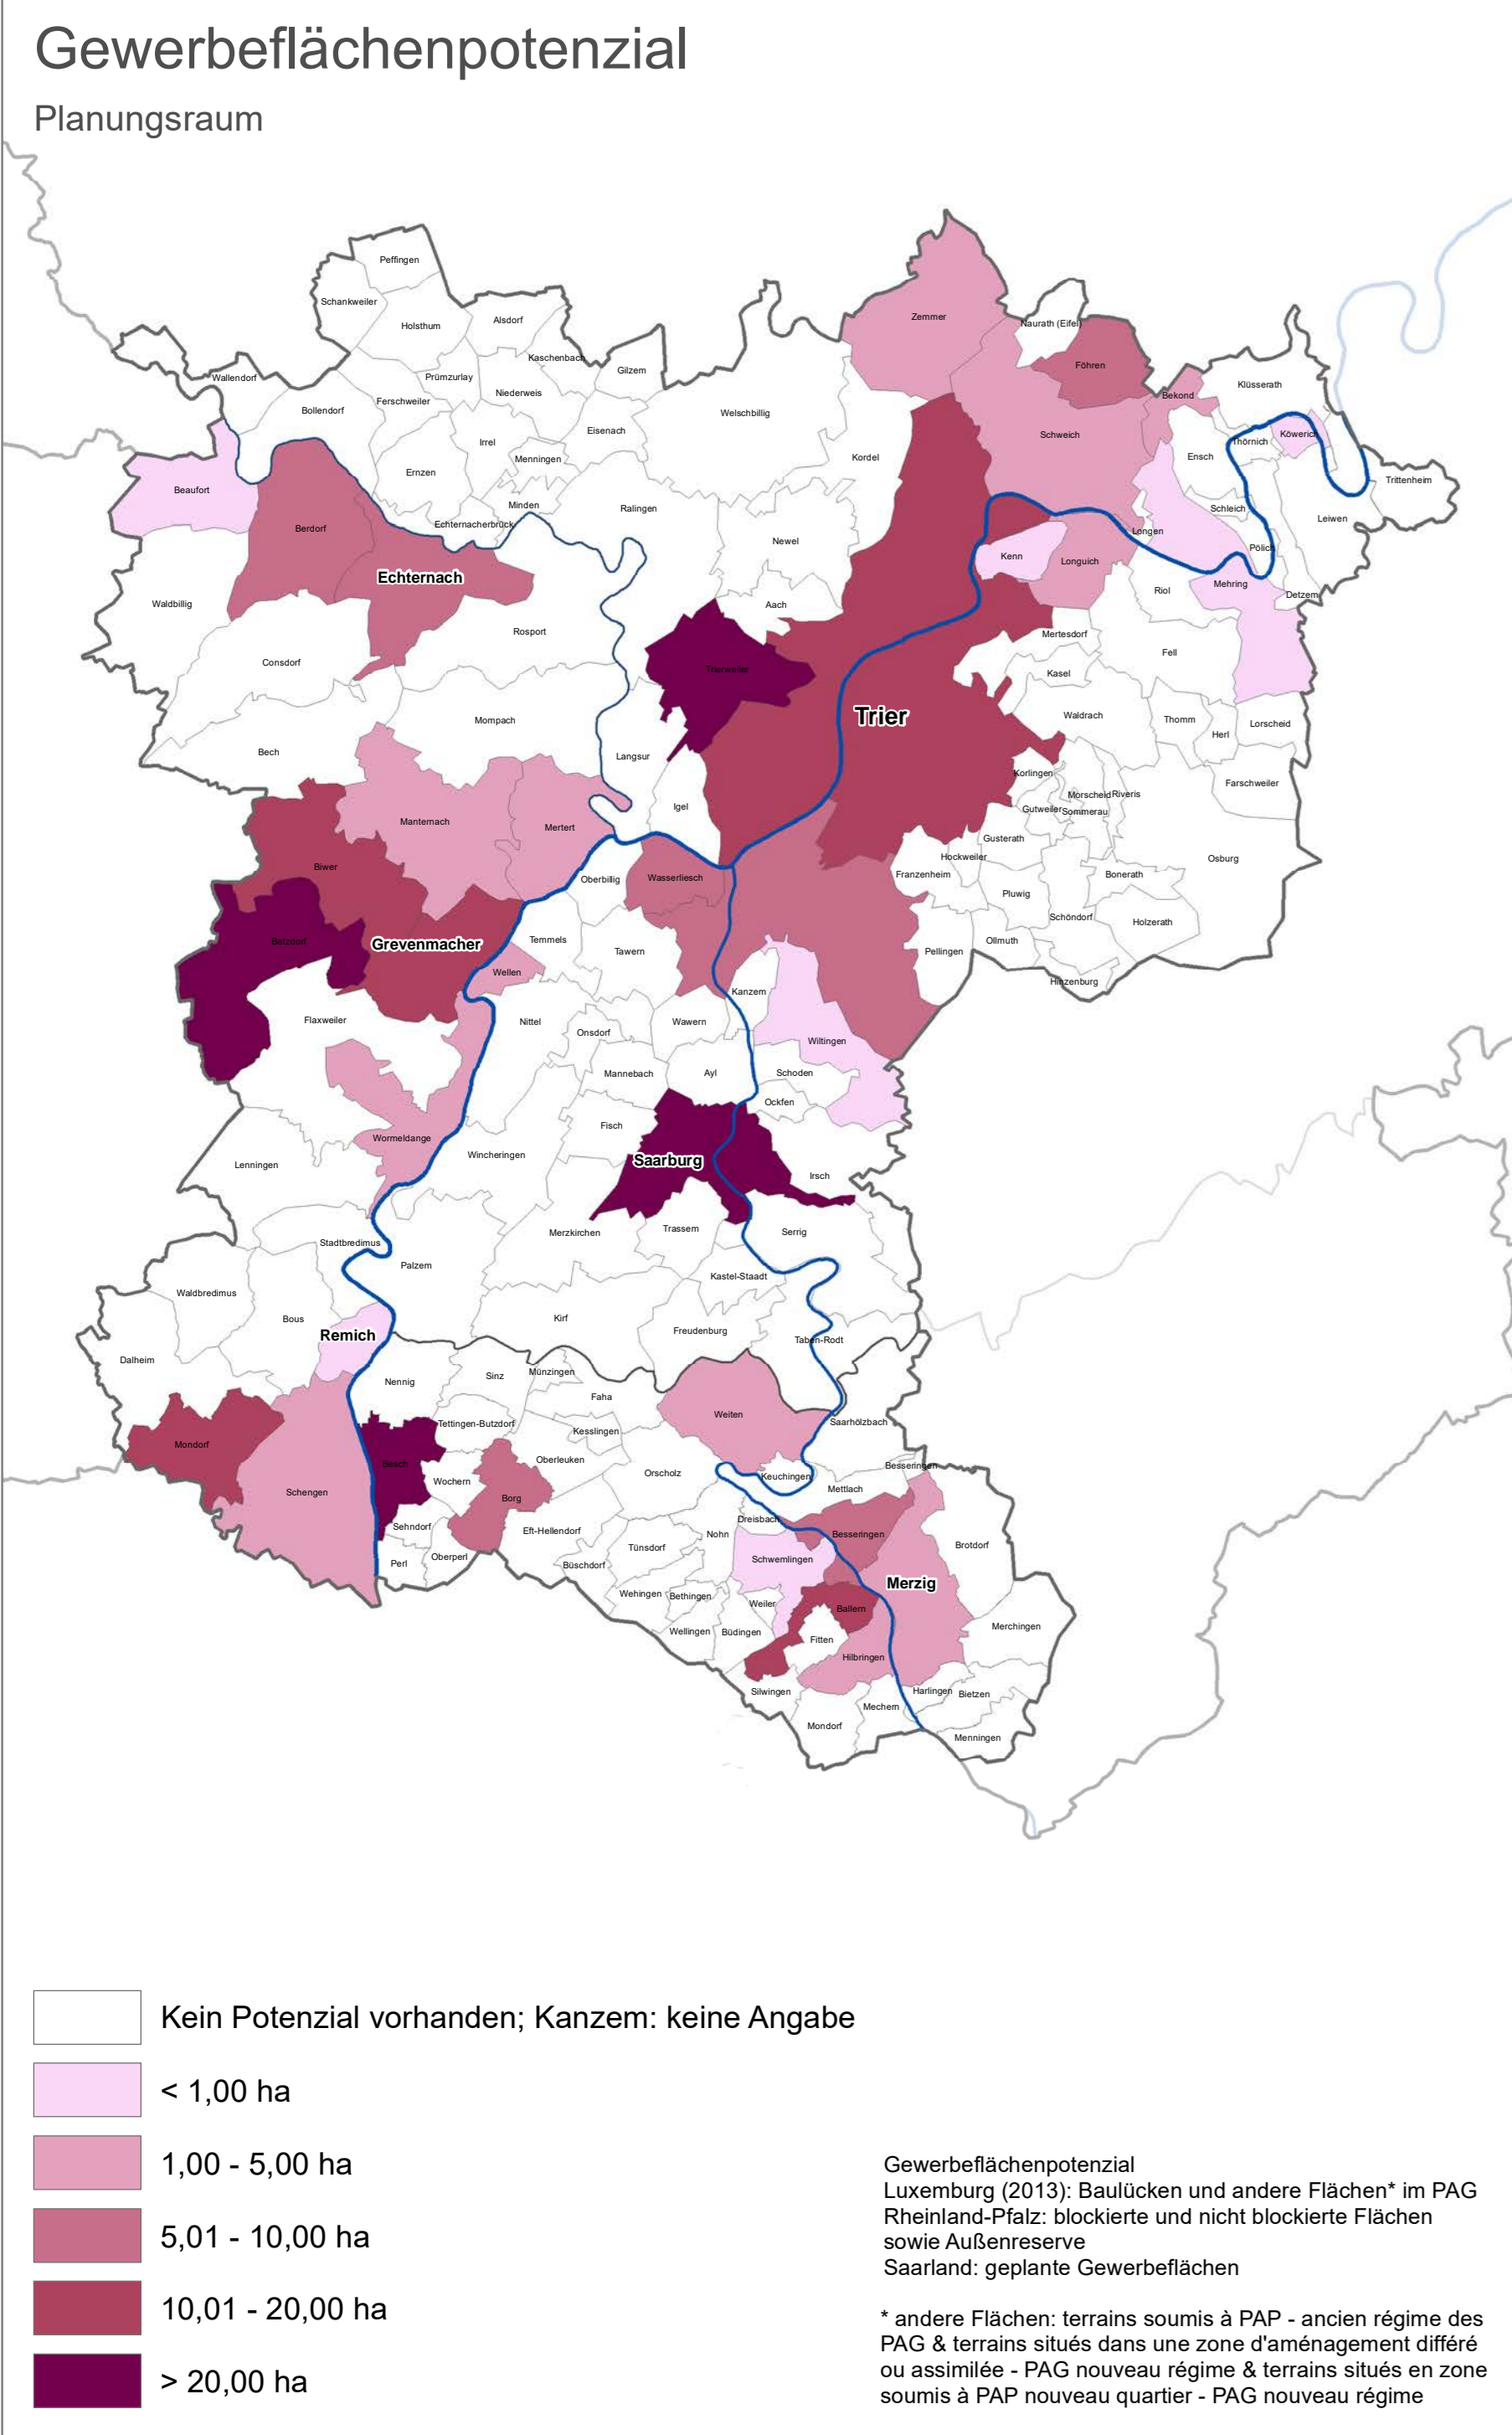 Gewerbeflächenpotenzial
Planungsraum
Peffingen
Schankweiler
Holsthum
Alsdorf
Kaschenbach
Gilzem
Prümzurlay
Niederweis
Wallendorf
Bollendorf
Ferschweiler
Irrel
Eisenach
Menningen
Ernzen
Minden
Echternacherbrück
Ralingen
Welschbillig
Kordel
Newel
Aach
Zemmer
Naurath (Eifel)
Föhren
Bekond
Schweich
Klüsserath
Thörnich
Köwerich
Ensch
Trittenheim
Schleich
Leiwen
Longen
Pölich
Kenn
Longuich
Mehring
Detzem
Riol
Mertesdorf
Fell
Kasel
Waldrach
Thomm
Herl
Lorscheid
Beaufort
Berdorf
Echternach
Waldbillig
Rosport
Consdorf
Mompach
Bech
Trierweiler
Trier
Langsur
Igel
Korlingen
Morscheid
Riveris
Gutweiler
Sommerau
Farschweiler
Gusterath
Hockweiler
Osburg
Franzenheim
Bonerath
Pluwig
Schöndorf
Holzerath
Ollmuth
Pellingen
Hinzenburg
Manternach
Mertert
Biwer
Oberbillig
Wasserliesch
Betzdorf
Grevenmacher
Temmels
Tawern
Wellen
Kanzem
Flaxweiler
Nittel
Onsdorf
Wawern
Wiltingen
Mannebach
Ayl
Schoden
Ockfen
Fisch
Wormeldange
Lenningen
Wincheringen
Saarburg
Irsch
Merzkirchen
Trassem
Serrig
Stadtbredimus
Palzem
Kastel-Staadt
Waldbredimus
Bous
Remich
Kirf
Freudenburg
Taben-Rodt
Dalheim
Nennig
Sinz
Münzingen
Faha
Weiten
Saarhölzbach
Tettingen-Butzdorf
Kesslingen
Mondorf
Besch
Oberleuken
Orscholz
Keuchingen
Besseringen
Wochern
Mettlach
Schengen
Borg
Sehndorf
Eft-Hellendorf
Dreisbach
Nohn
Besseringen
Brotdorf
Perl
Oberperl
Büschdorf
Tünsdorf
Schwemlingen
Merzig
Wehingen
Bethingen
Weiler
Ballern
Wellingen
Büdingen
Fitten
Merchingen
Hilbringen
Silwingen
Harlingen
Bietzen
Mechern
Mondorf
Menningen
Kein Potenzial vorhanden; Kanzem: keine Angabe
< 1,00 ha
1,00 - 5,00 ha
5,01 - 10,00 ha
10,01 - 20,00 ha
> 20,00 ha
Gewerbeflächenpotenzial
Luxemburg (2013): Baulücken und andere Flächen* im PAG
Rheinland-Pfalz: blockierte und nicht blockierte Flächen
sowie Außenreserve
Saarland: geplante Gewerbeflächen
* andere Flächen: terrains soumis à PAP - ancien régime des
PAG & terrains situés dans une zone d'aménagement différé
ou assimilée - PAG nouveau régime & terrains situés en zone
soumis à PAP nouveau quartier - PAG nouveau régime